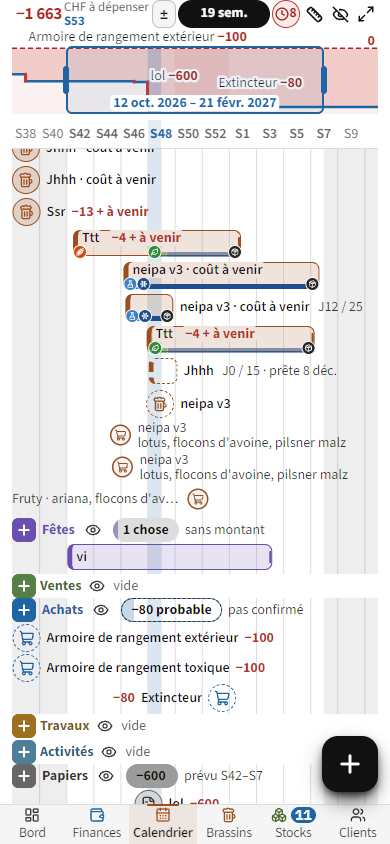 −1 663 CHF à dépenser
S53
±
19 sem.
8
Armoire de rangement extérieur −100
0
lol −600
Extincteur −80
12 oct. 2026 – 21 févr. 2027
S38 S40 S42 S44 S46 S48 S50 S52 S1 S3 S5 S7 S9
Jhhh · coût à venir
Jhhh · coût à venir
Ssr −13 + à venir
Ttt −4 + à venir
neipa v3 · coût à venir
neipa v3 · coût à venir J12 / 25
Ttt −4 + à venir
Jhhh J0 / 15 · prête 8 déc.
neipa v3
neipa v3
lotus, flocons d'avoine, pilsner malz
neipa v3
lotus, flocons d'avoine, pilsner malz
Fruty · ariana, flocons d'av…
Fêtes 1 chose sans montant
vi
Ventes vide
Achats −80 probable pas confirmé
Armoire de rangement extérieur −100
Armoire de rangement toxique −100
−80 Extincteur
Travaux vide
Activités vide
Papiers −600 prévu S42–S7
lol −600
Bord Finances Calendrier Brassins Stocks 11 Clients